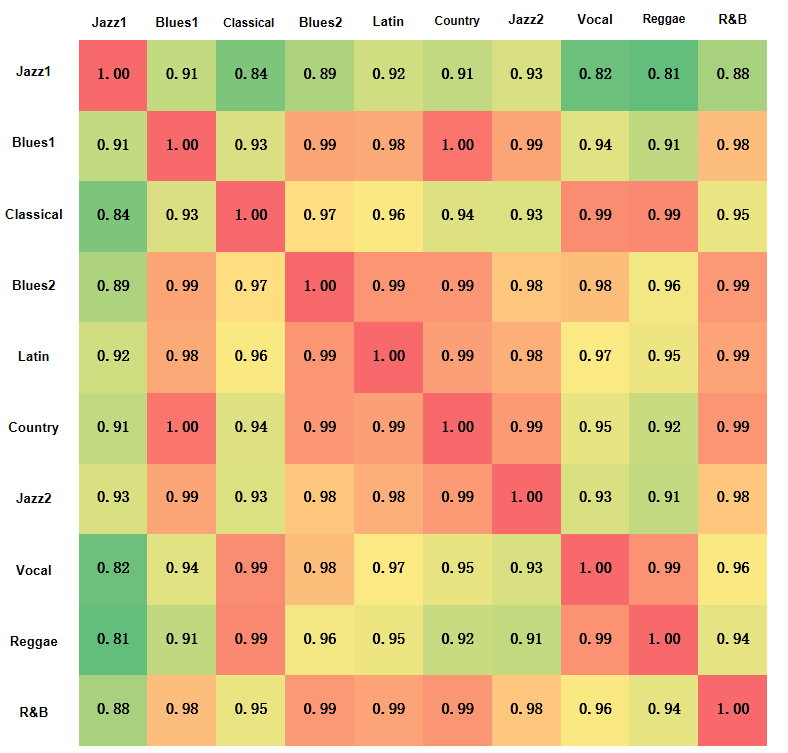 Jazz1 Blues1 Classical Blues2 Latin Country Jazz2 Vocal Reggae R&B
Jazz1 1.00 0.91 0.84 0.89 0.92 0.91 0.93 0.82 0.81 0.88
Blues1 0.91 1.00 0.93 0.99 0.98 1.00 0.99 0.94 0.91 0.98
Classical 0.84 0.93 1.00 0.97 0.96 0.94 0.93 0.99 0.99 0.95
Blues2 0.89 0.99 0.97 1.00 0.99 0.99 0.98 0.98 0.96 0.99
Latin 0.92 0.98 0.96 0.99 1.00 0.99 0.98 0.97 0.95 0.99
Country 0.91 1.00 0.94 0.99 0.99 1.00 0.99 0.95 0.92 0.99
Jazz2 0.93 0.99 0.93 0.98 0.98 0.99 1.00 0.93 0.91 0.98
Vocal 0.82 0.94 0.99 0.98 0.97 0.95 0.93 1.00 0.99 0.96
Reggae 0.81 0.91 0.99 0.96 0.95 0.92 0.91 0.99 1.00 0.94
R&B 0.88 0.98 0.95 0.99 0.99 0.99 0.98 0.96 0.94 1.00